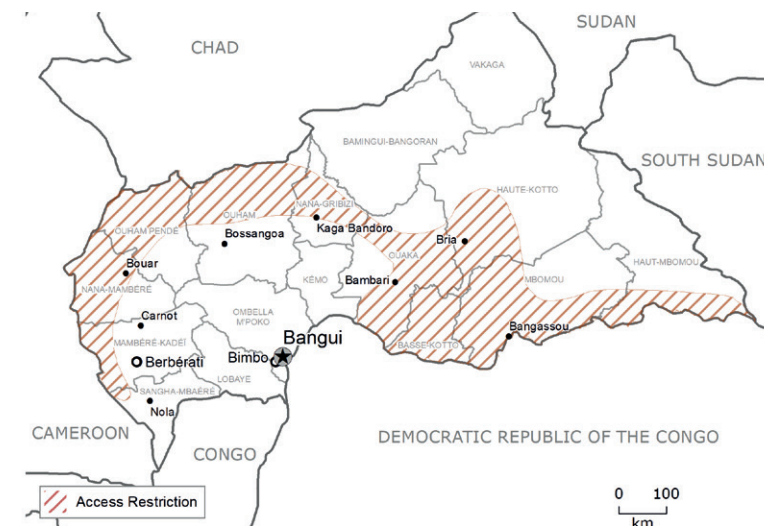 SUDAN
CHAD
VAKAGA
BAMINGUI-BANGORAN
SOUTH SUDAN
HAUTE-KOTTO
NANA-GRIBIZI
OUHAM
Kaga Bandoro
OUHAM PENDÉ
Bossangoa
Bria
OUAKA
HAUT-MBOMOU
Bouar
Bambari
KÉMO
MBOMOU
NANA-MAMBÉRÉ
OMBELLA
M'POKO
Carnot
Bangui
Bangassou
MAMBÉRÉ-KADÉÏ
BASSE-KOTTO
Bimbo
Berbérati
LOBAYE
SANGHA-MBAÉRÉ
Nola
CAMEROON
DEMOCRATIC REPUBLIC OF THE CONGO
CONGO
Access Restriction
0 100
km